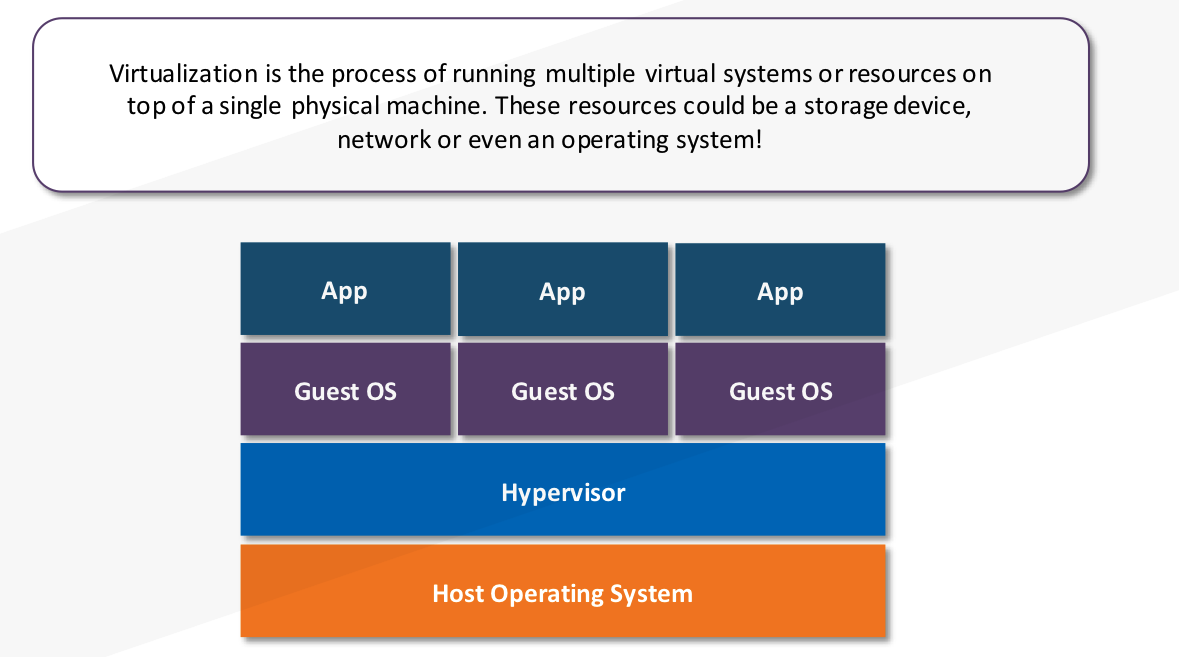 Virtualization is the process of running multiple virtual systems or resources on
top of a single physical machine. These resources could be a storage device,
network or even an operating system!
App App App
Guest OS Guest OS Guest OS
Hypervisor
Host Operating System